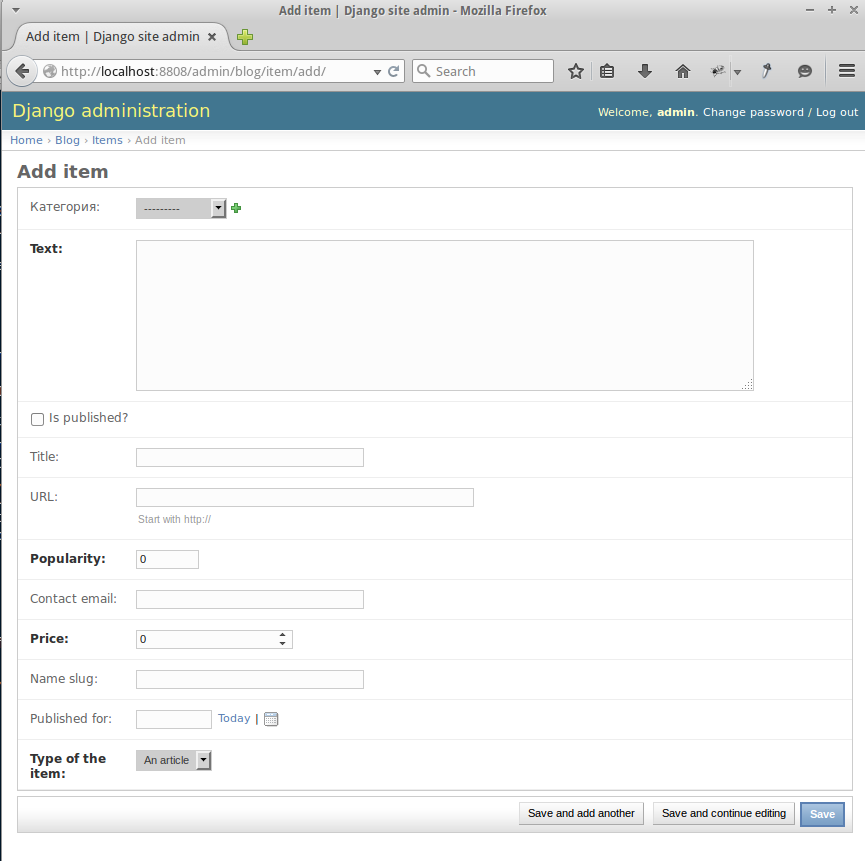 Add item | Django site admin - Mozilla Firefox
Add item | Django site admin
http://localhost:8808/admin/blog/item/add/
Search
Django administration
Welcome, admin. Change password / Log out
Home › Blog › Items › Add item
Add item
Категория:
---------
Text:
Is published?
Title:
URL:
Start with http://
Popularity:
0
Contact email:
Price:
0
Name slug:
Published for:
Today |
Type of the
item:
An article
Save and add another
Save and continue editing
Save